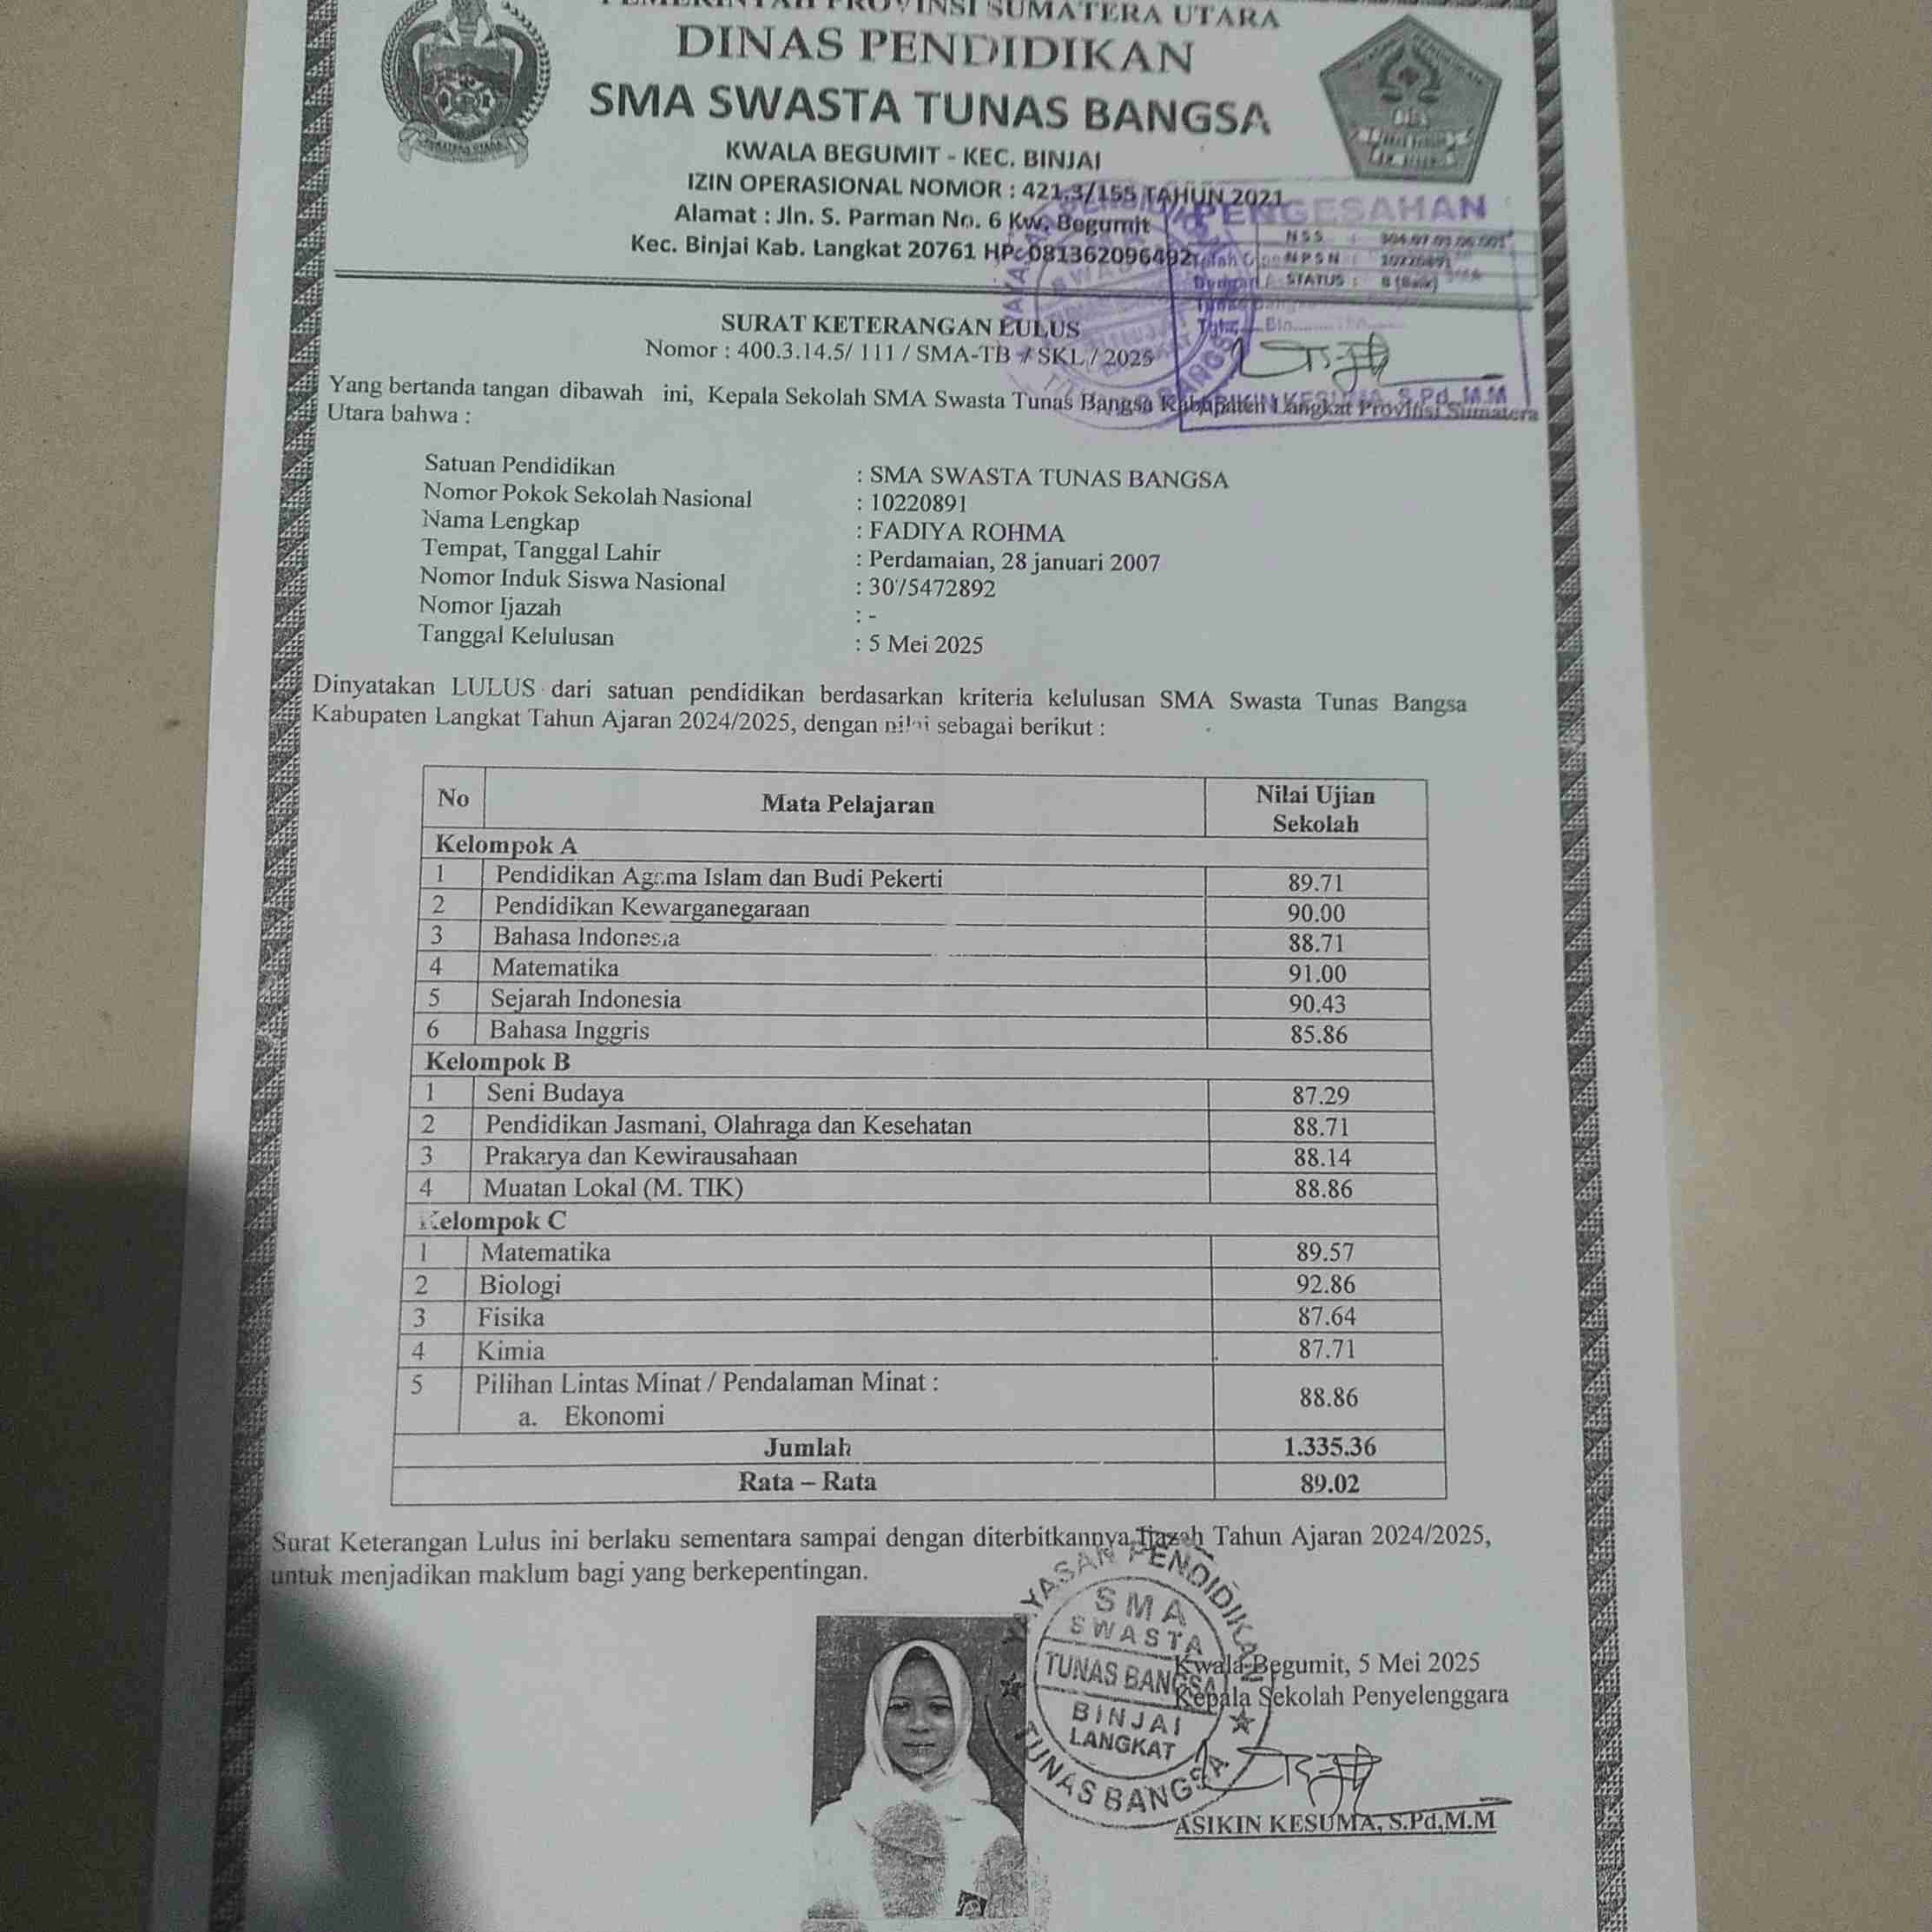 PEMERINTAH PROVINSI SUMATERA UTARA
DINAS PENDIDIKAN
SMA SWASTA TUNAS BANGSA
KWALA BEGUMIT - KEC. BINJAI
IZIN OPERASIONAL NOMOR : 421.3/155 TAHUN 2021
Alamat : Jln. S. Parman No. 6 Kw. Begumit
Kec. Binjai Kab. Langkat 20761 HP. 081362096492
PENGESAHAN
NSS :
NPSN : 10220891
STATUS : B (Baik)
SURAT KETERANGAN LULUS
Nomor : 400.3.14.5/ 111 / SMA-TB / SKL / 2025
Yang bertanda tangan dibawah ini, Kepala Sekolah SMA Swasta Tunas Bangsa Kabupaten Langkat Provinsi Sumatera
Utara bahwa :
Satuan Pendidikan : SMA SWASTA TUNAS BANGSA
Nomor Pokok Sekolah Nasional : 10220891
Nama Lengkap : FADIYA ROHMA
Tempat, Tanggal Lahir : Perdamaian, 28 januari 2007
Nomor Induk Siswa Nasional : 3075472892
Nomor Ijazah : -
Tanggal Kelulusan : 5 Mei 2025
Dinyatakan LULUS dari satuan pendidikan berdasarkan kriteria kelulusan SMA Swasta Tunas Bangsa
Kabupaten Langkat Tahun Ajaran 2024/2025, dengan nilai sebagai berikut :
No Mata Pelajaran Nilai Ujian Sekolah
Kelompok A
1 Pendidikan Agama Islam dan Budi Pekerti 89.71
2 Pendidikan Kewarganegaraan 90.00
3 Bahasa Indonesia 88.71
4 Matematika 91.00
5 Sejarah Indonesia 90.43
6 Bahasa Inggris 85.86
Kelompok B
1 Seni Budaya 87.29
2 Pendidikan Jasmani, Olahraga dan Kesehatan 88.71
3 Prakarya dan Kewirausahaan 88.14
4 Muatan Lokal (M. TIK) 88.86
Kelompok C
1 Matematika 89.57
2 Biologi 92.86
3 Fisika 87.64
4 Kimia 87.71
5 Pilihan Lintas Minat / Pendalaman Minat :
a. Ekonomi 88.86
Jumlah 1.335.36
Rata – Rata 89.02
Surat Keterangan Lulus ini berlaku sementara sampai dengan diterbitkannya Ijazah Tahun Ajaran 2024/2025,
untuk menjadikan maklum bagi yang berkepentingan.
YAYASAN PENDIDIKAN
SMA
SWASTA
TUNAS BANGSA
BINJAI
LANGKAT
TUNAS BANGSA
Kwala Begumit, 5 Mei 2025
Kepala Sekolah Penyelenggara
ASIKIN KESUMA, S.Pd,M.M